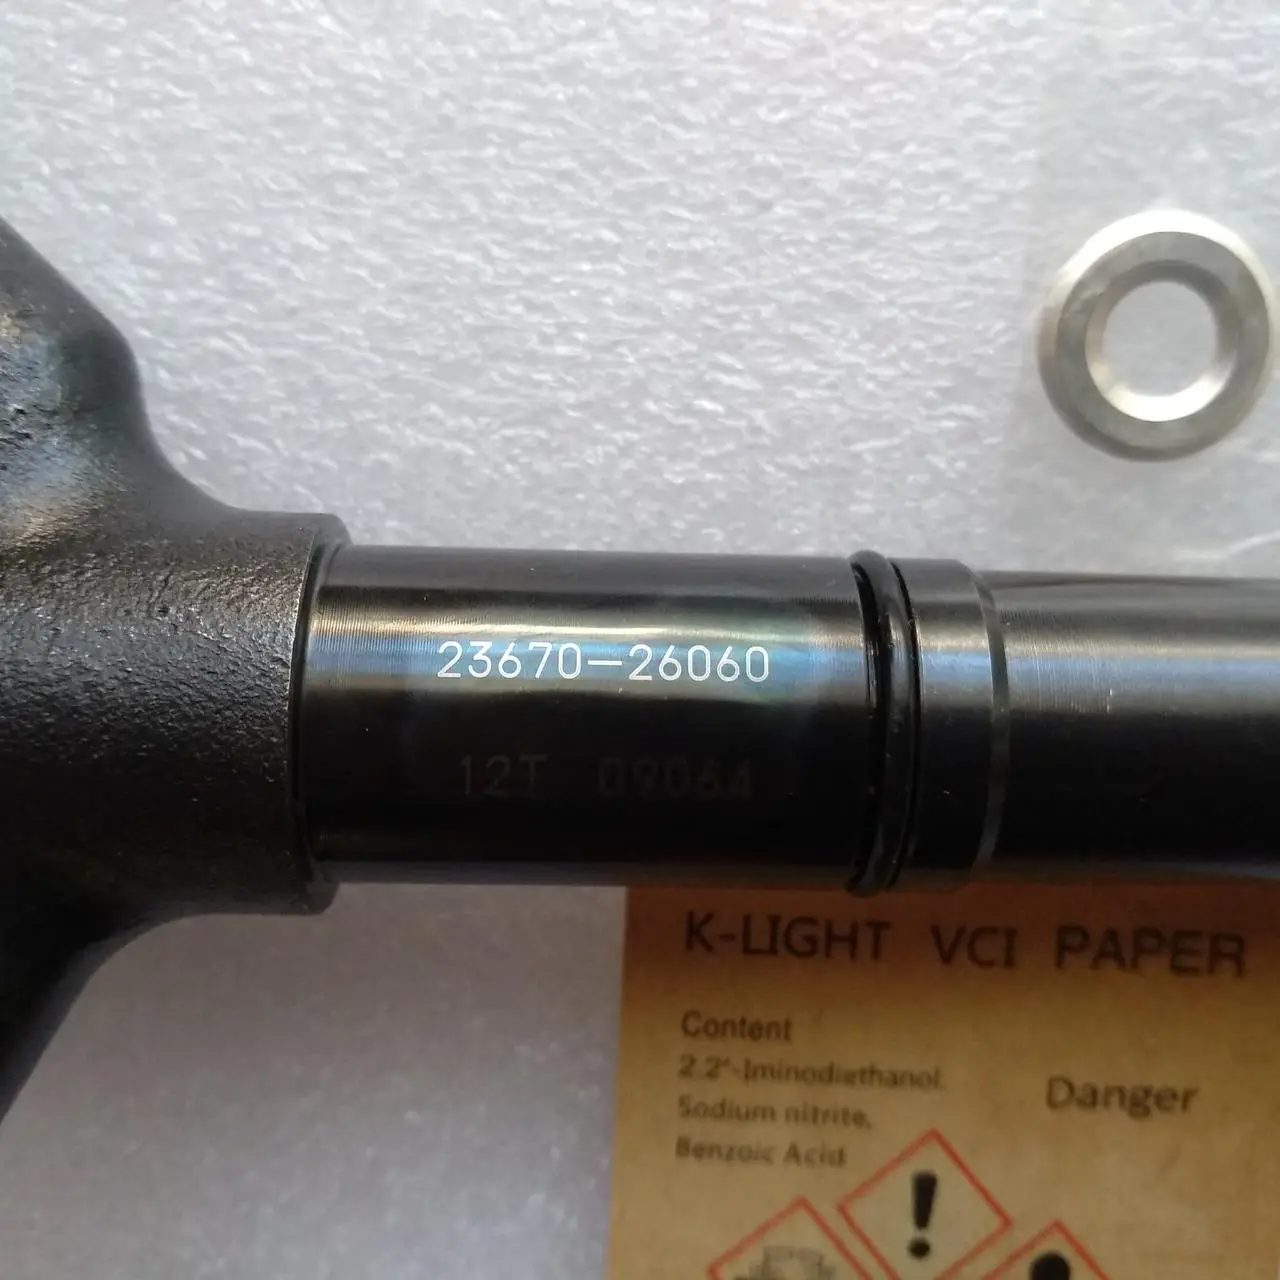 23670-26060
12T 09064
K-LIGHT VCI PAPER
Content
2.2'-Iminodiethanol.
Sodium nitrite,
Benzoic Acid
Danger